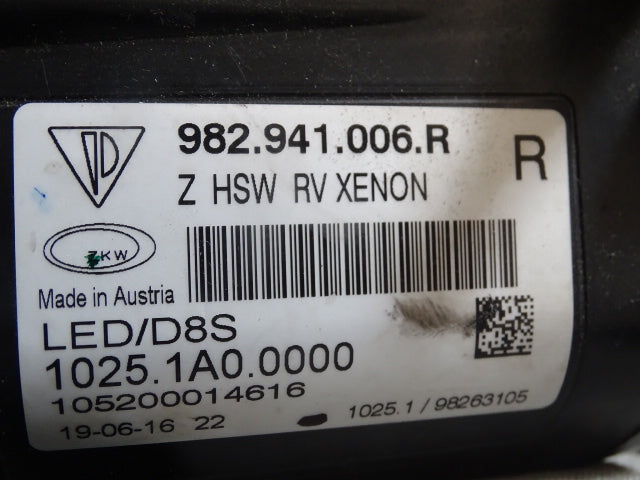 982.941.006.R
R
Z HSW RV XENON
ZKW
Made in Austria
LED/D8S
1025.1A0.0000
105200014616
19-06-16 22
1025.1 / 98263105